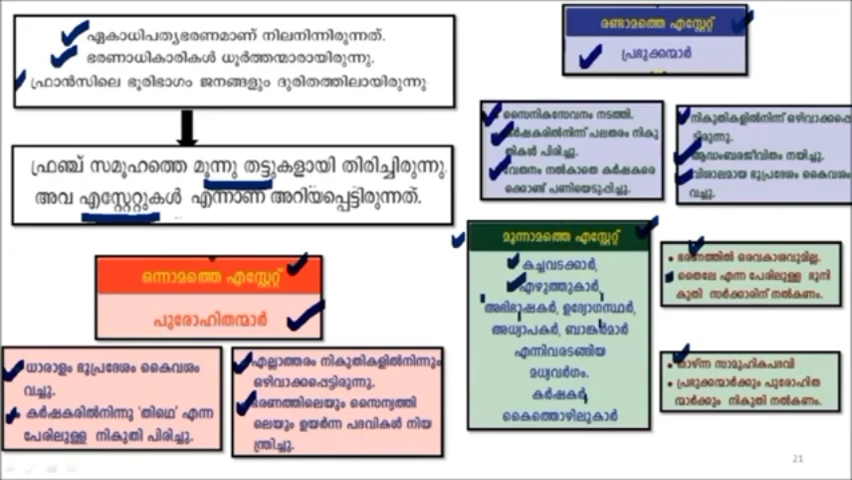 ഏകാധിപത്യഭരണമാണ് നിലനിന്നിരുന്നത്.
ഭരണാധികാരികൾ ധൂർത്തന്മാരായിരുന്നു.
ഫ്രാൻസിലെ ഭൂരിഭാഗം ജനങ്ങളും ദുരിതത്തിലായിരുന്നു
ഫ്രഞ്ച് സമൂഹത്തെ മൂന്നു തട്ടുകളായി തിരിച്ചിരുന്നു.
അവ എസ്റ്റേറ്റുകൾ എന്നാണ് അറിയപ്പെട്ടിരുന്നത്.
ഒന്നാമത്തെ എസ്റ്റേറ്റ്
പുരോഹിതന്മാർ
ധാരാളം ഭൂപ്രദേശം കൈവശം
വച്ചു.
കർഷകരിൽനിന്നു 'തിഥെ' എന്ന
പേരിലുള്ള നികുതി പിരിച്ചു.
എല്ലാത്തരം നികുതികളിൽനിന്നും
ഒഴിവാക്കപ്പെട്ടിരുന്നു.
ഭരണത്തിലെയും സൈന്യത്തി
ലെയും ഉയർന്ന പദവികൾ നിയ
ന്ത്രിച്ചു.
രണ്ടാമത്തെ എസ്റ്റേറ്റ്
പ്രഭുക്കന്മാർ
സൈനികസേവനം നടത്തി.
കർഷകരിൽനിന്ന് പലതരം നികു
തികൾ പിരിച്ചു.
വേതനം നൽകാതെ കർഷകരെ
ക്കൊണ്ട് പണിയെടുപ്പിച്ചു.
നികുതികളിൽനിന്ന് ഒഴിവാക്കപ്പെ
ട്ടിരുന്നു.
ആഡംബരജീവിതം നയിച്ചു.
വിശാലമായ ഭൂപ്രദേശം കൈവശം
വച്ചു.
മൂന്നാമത്തെ എസ്റ്റേറ്റ്
കച്ചവടക്കാർ,
എഴുത്തുകാർ,
അഭിഭാഷകർ, ഉദ്യോഗസ്ഥർ,
അധ്യാപകർ, ബാങ്കർമാർ
എന്നിവരടങ്ങിയ
മധ്യവർഗം.
കർഷകർ,
കൈത്തൊഴിലുകാർ
• ഭരണത്തിൽ ഒരവകാശവുമില്ല.
• തൈലേ എന്ന പേരിലുള്ള ഭൂനി
കുതി സർക്കാരിന് നൽകണം.
• താഴ്ന്ന സാമൂഹികപദവി
• പ്രഭുക്കന്മാർക്കും പുരോഹിത
ന്മാർക്കും നികുതി നൽകണം.
21